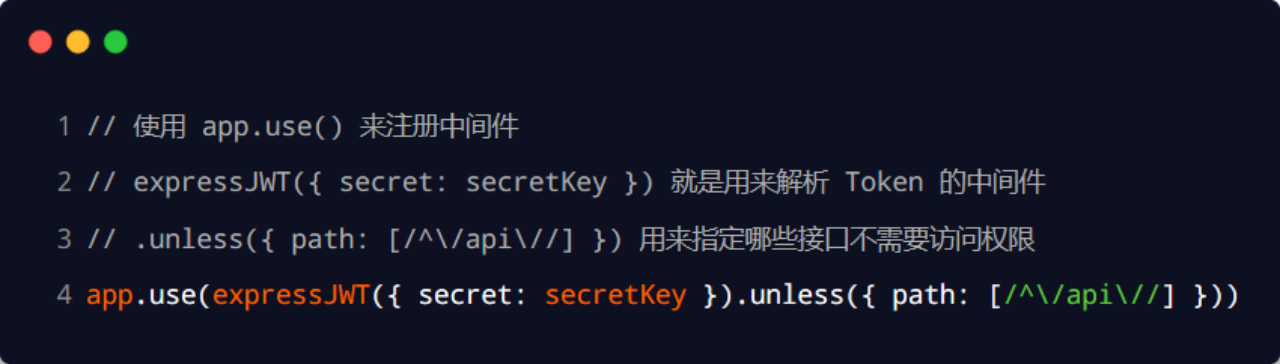 1 // 使用 app.use() 来注册中间件
2 // expressJWT({ secret: secretKey }) 就是用来解析 Token 的中间件
3 // .unless({ path: [/^\/api\//] }) 用来指定哪些接口不需要访问权限
4 app.use(expressJWT({ secret: secretKey }).unless({ path: [/^\/api\//] }))